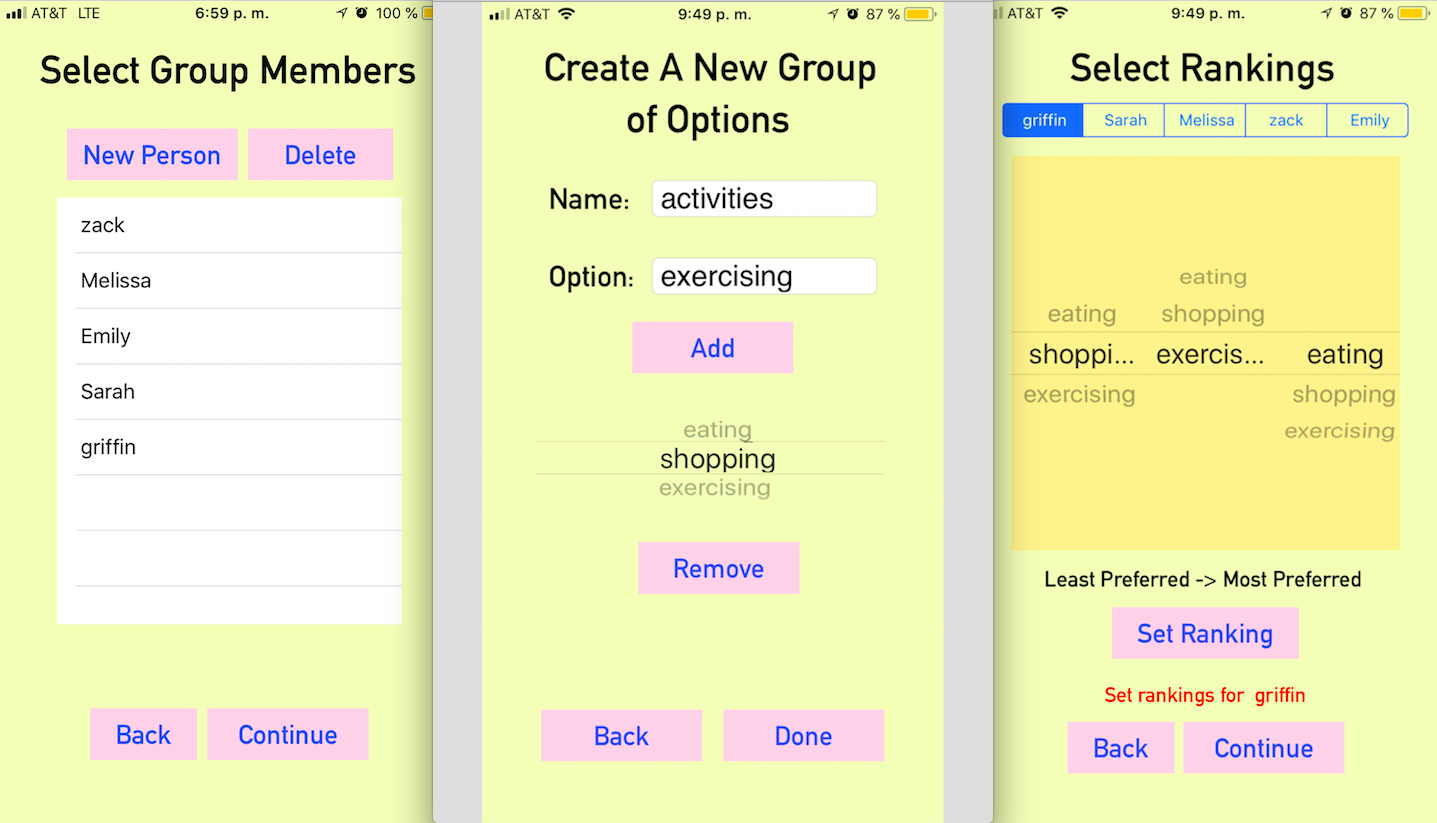 AT&T LTE 6:59 p. m. 100 %
Select Group Members
New Person Delete
zack
Melissa
Emily
Sarah
griffin
Back Continue
AT&T 9:49 p. m. 87 %
Create A New Group
of Options
Name: activities
Option: exercising
Add
eating
shopping
exercising
Remove
Back Done
AT&T 9:49 p. m. 87 %
Select Rankings
griffin Sarah Melissa zack Emily
eating
eating shopping
shoppi... exercis... eating
exercising shopping
exercising
Least Preferred -> Most Preferred
Set Ranking
Set rankings for griffin
Back Continue